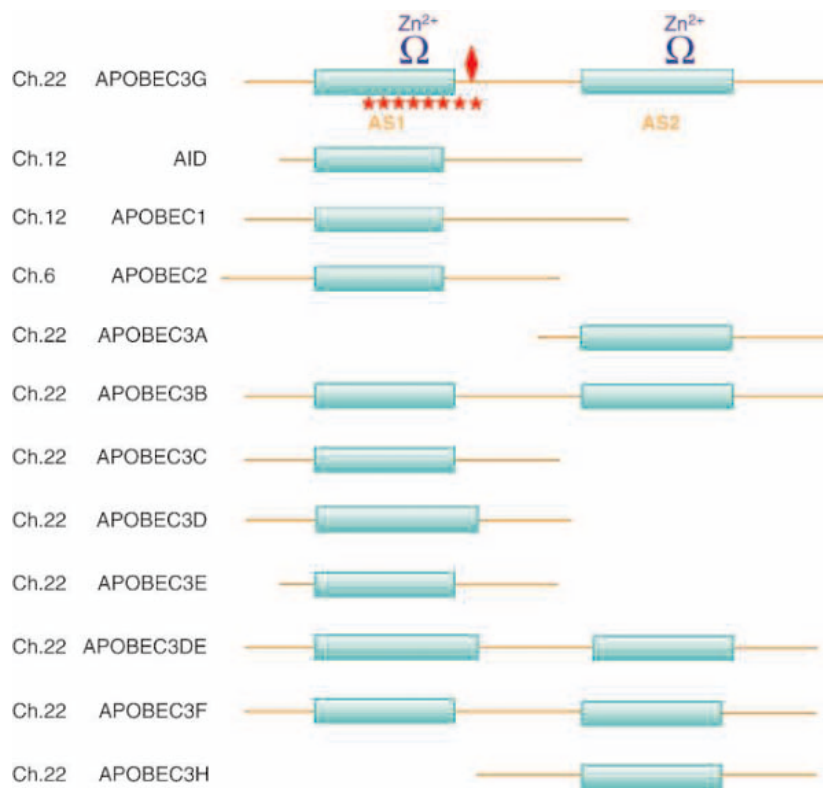 Zn2+ Zn2+
Ω Ω
Ch.22 APOBEC3G
AS1 AS2
Ch.12 AID
Ch.12 APOBEC1
Ch.6 APOBEC2
Ch.22 APOBEC3A
Ch.22 APOBEC3B
Ch.22 APOBEC3C
Ch.22 APOBEC3D
Ch.22 APOBEC3E
Ch.22 APOBEC3DE
Ch.22 APOBEC3F
Ch.22 APOBEC3H